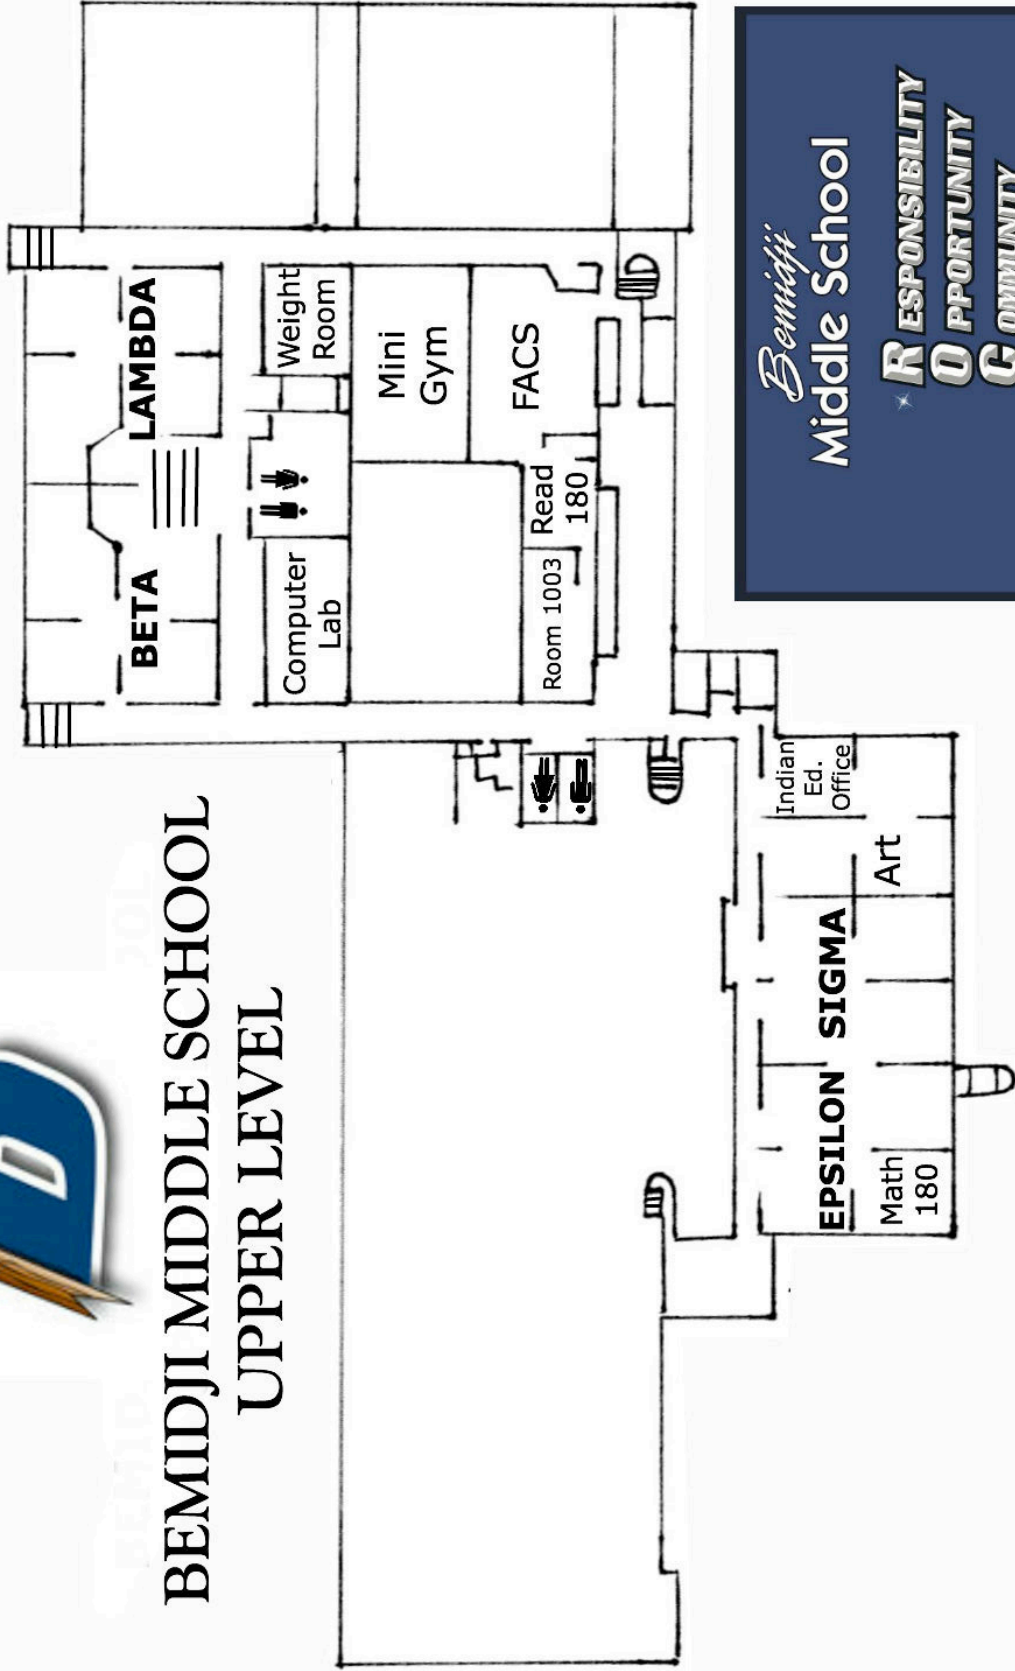 BEMIDJI MIDDLE SCHOOL
UPPER LEVEL
BETA
LAMBDA
Computer
Lab
Weight
Room
Mini
Gym
FACS
Read
180
Room 1003
Indian
Ed.
Office
Art
EPSILON SIGMA
Math
180
Bemidji
Middle School
RESPONSIBILITY
OPPORTUNITY
COMMUNITY
D